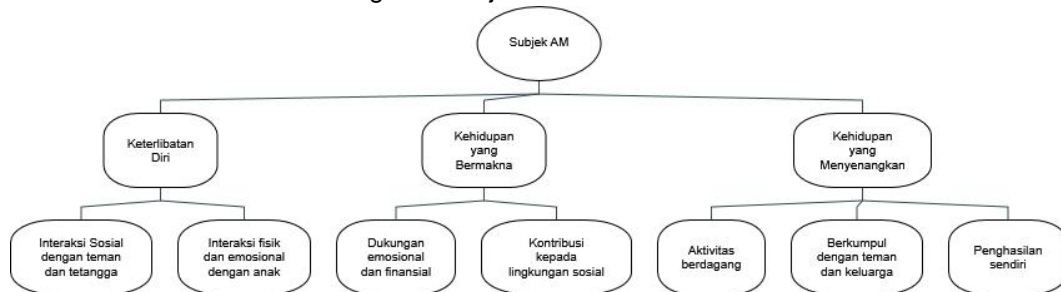 Subjek AM
Keterlibatan
Diri
Kehidupan
yang
Bermakna
Kehidupan
yang
Menyenangkan
Interaksi Sosial
dengan teman
dan tetangga
Interaksi fisik
dan emosional
dengan anak
Dukungan
emosional
dan finansial
Kontribusi
kepada
lingkungan sosial
Aktivitas
berdagang
Berkumpul
dengan teman
dan keluarga
Penghasilan
sendiri